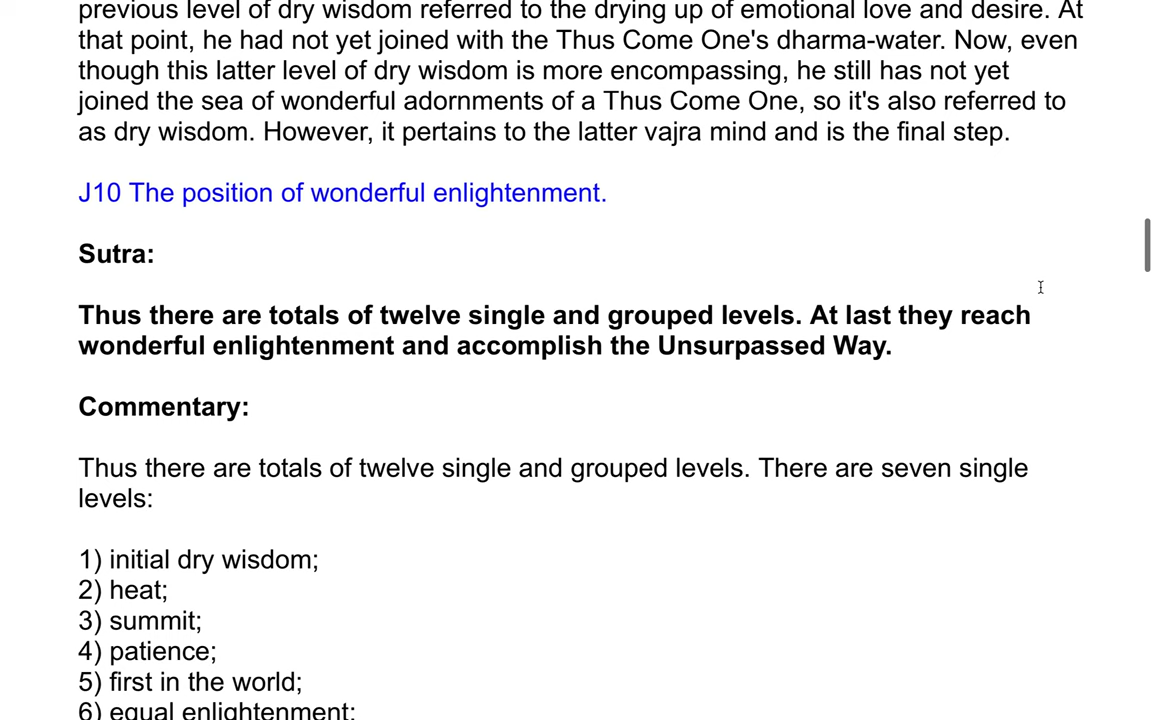 previous level of dry wisdom referred to the drying up of emotional love and desire. At
that point, he had not yet joined with the Thus Come One's dharma-water. Now, even
though this latter level of dry wisdom is more encompassing, he still has not yet
joined the sea of wonderful adornments of a Thus Come One, so it's also referred to
as dry wisdom. However, it pertains to the latter vajra mind and is the final step.
J10 The position of wonderful enlightenment.
Sutra:
Thus there are totals of twelve single and grouped levels. At last they reach
wonderful enlightenment and accomplish the Unsurpassed Way.
Commentary:
Thus there are totals of twelve single and grouped levels. There are seven single
levels:
1) initial dry wisdom;
2) heat;
3) summit;
4) patience;
5) first in the world;
6) equal enlightenment;